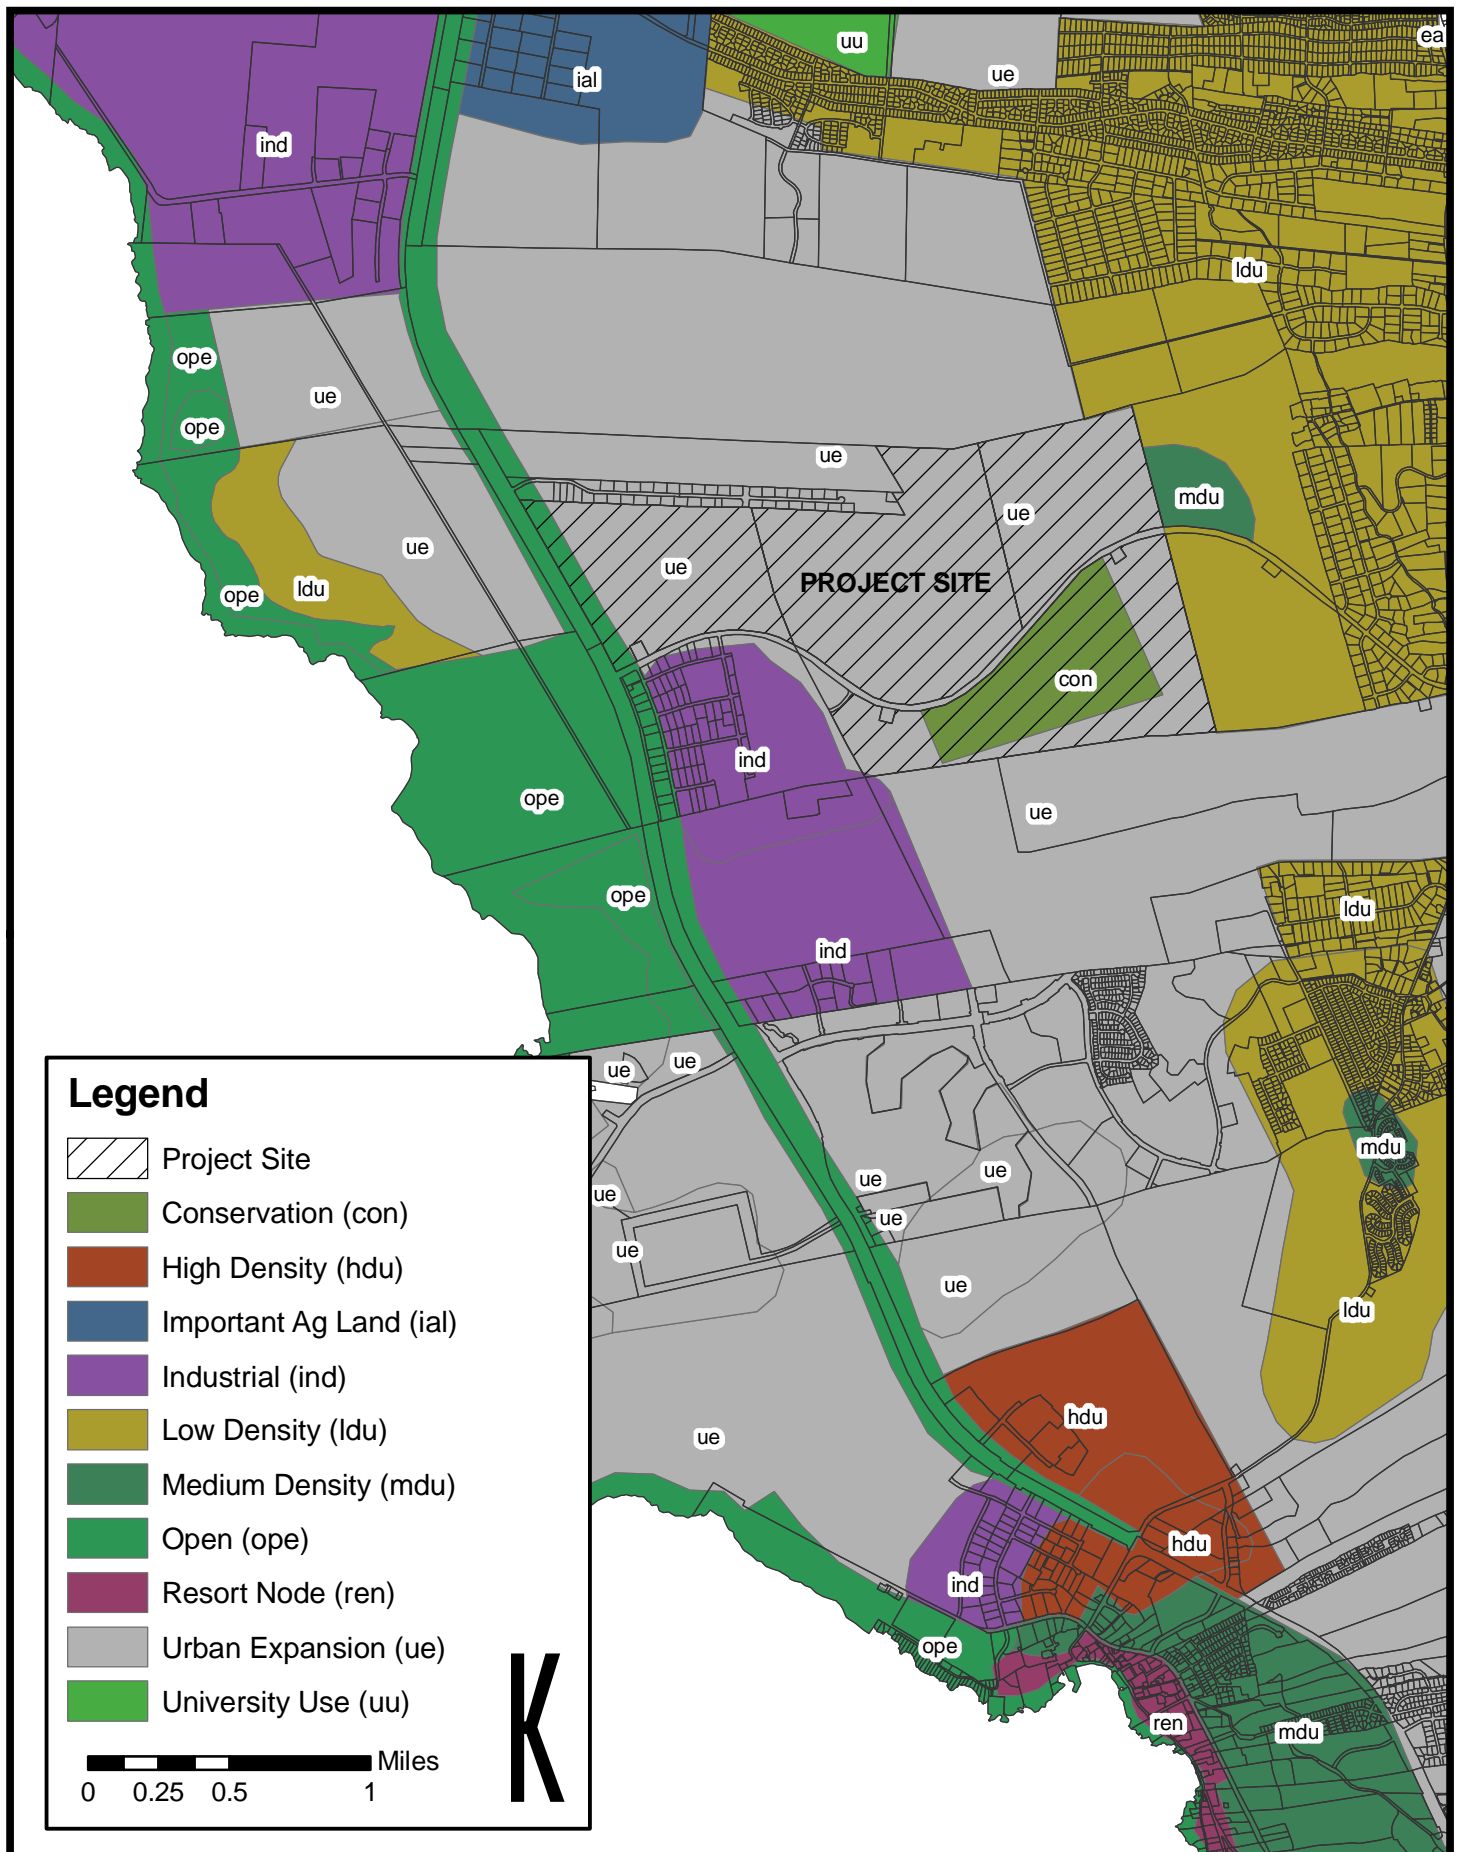 uu
ea
ue
ial
ind
ldu
ope
ue
ope
ue
mdu
ue
ue
ue
PROJECT SITE
ldu
ope
con
ind
ope
ue
ope
ldu
ind
ue
ue
mdu
ue
ue
ue
ue
ue
ue
ldu
hdu
ue
hdu
ind
ope
ren
mdu
Legend
Project Site
Conservation (con)
High Density (hdu)
Important Ag Land (ial)
Industrial (ind)
Low Density (ldu)
Medium Density (mdu)
Open (ope)
Resort Node (ren)
Urban Expansion (ue)
University Use (uu)
Miles
0 0.25 0.5 1
K